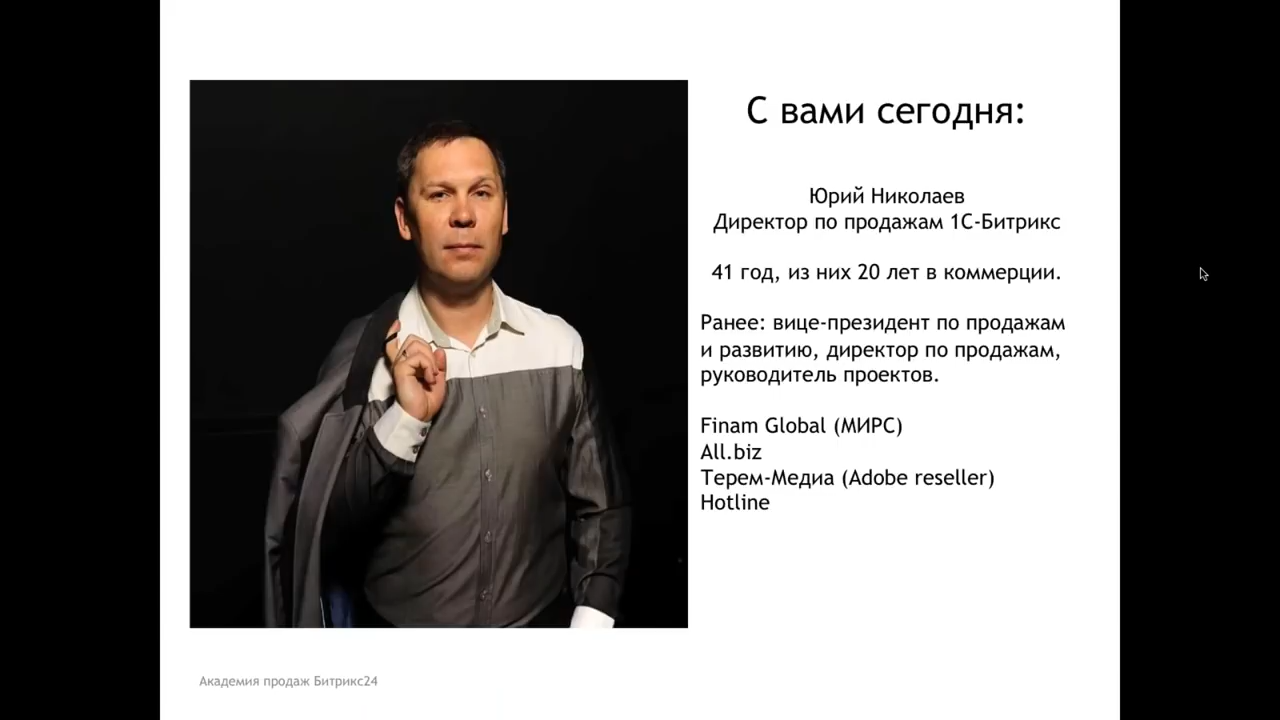 С вами сегодня:
Юрий Николаев
Директор по продажам 1С-Битрикс
41 год, из них 20 лет в коммерции.
Ранее: вице-президент по продажам
и развитию, директор по продажам,
руководитель проектов.
Finam Global (МИРС)
All.biz
Терем-Медиа (Adobe reseller)
Hotline
Академия продаж Битрикс24